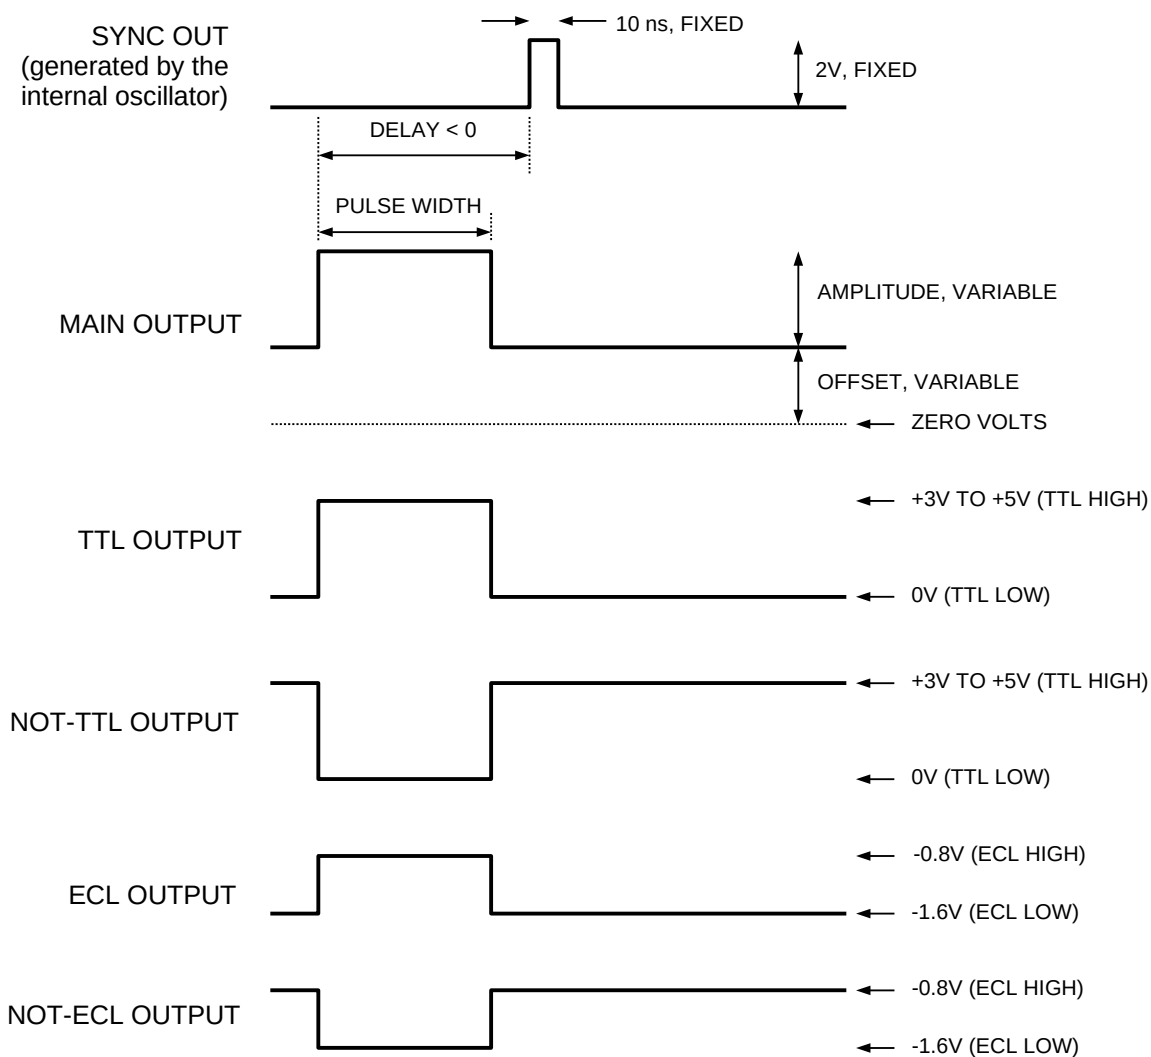 SYNC OUT
(generated by the
internal oscillator)
10 ns, FIXED
2V, FIXED
DELAY < 0
PULSE WIDTH
MAIN OUTPUT
AMPLITUDE, VARIABLE
OFFSET, VARIABLE
ZERO VOLTS
TTL OUTPUT
+3V TO +5V (TTL HIGH)
0V (TTL LOW)
NOT-TTL OUTPUT
+3V TO +5V (TTL HIGH)
0V (TTL LOW)
ECL OUTPUT
-0.8V (ECL HIGH)
-1.6V (ECL LOW)
NOT-ECL OUTPUT
-0.8V (ECL HIGH)
-1.6V (ECL LOW)